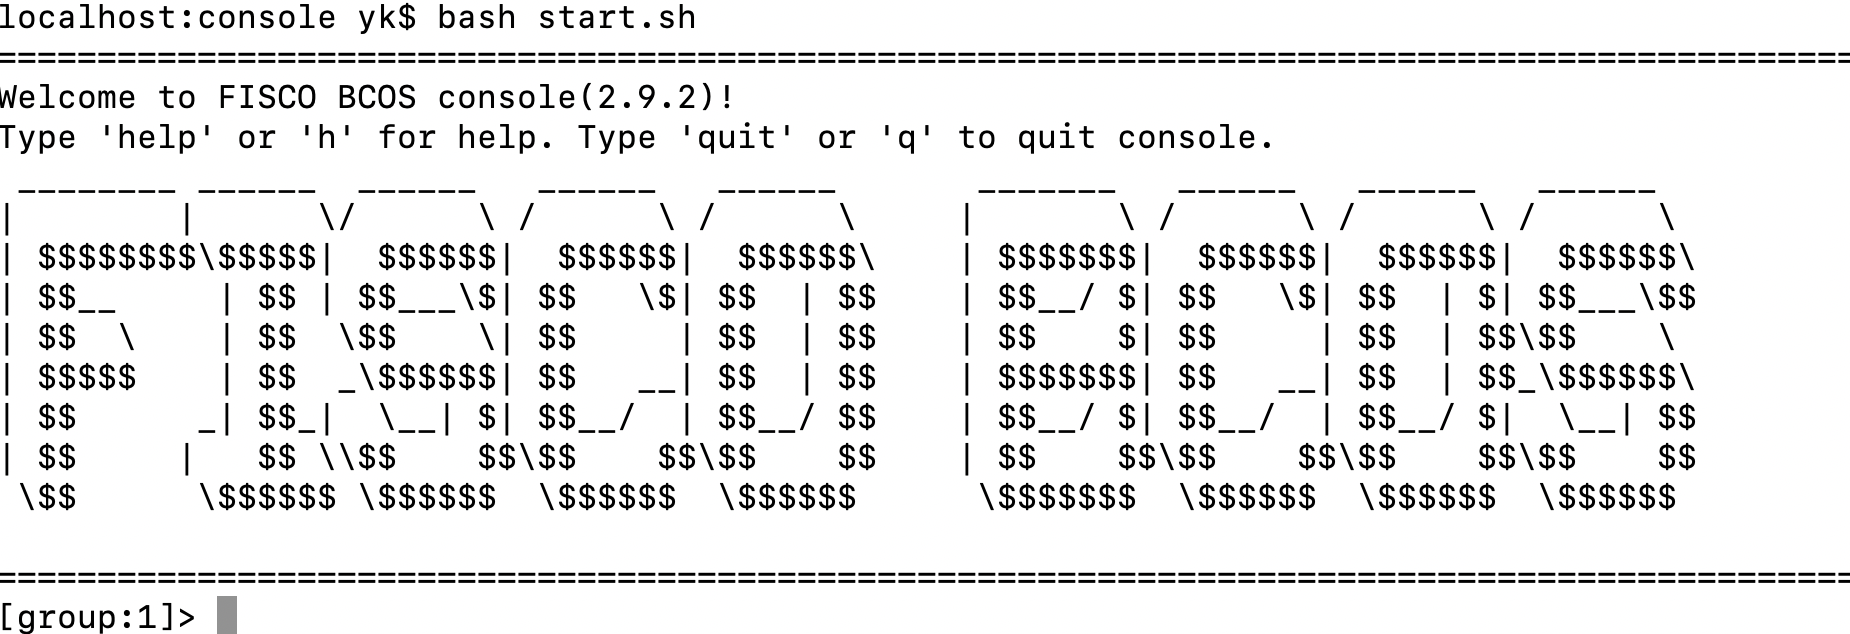 localhost:console yk$ bash start.sh
=============================================================================================
Welcome to FISCO BCOS console(2.9.2)!
Type 'help' or 'h' for help. Type 'quit' or 'q' to quit console.
 ________ ______  ______   ______   ______       _______   ______   ______   ______
|        |      \/      \ /      \ /      \     |       \ /      \ /      \ /      \
| $$$$$$$$\$$$$$|  $$$$$$|  $$$$$$|  $$$$$$\    | $$$$$$$|  $$$$$$|  $$$$$$|  $$$$$$\
| $$__     | $$ | $$___\$| $$   \$| $$  | $$    | $$__/ $| $$   \$| $$  | $| $$___\$$
| $$  \    | $$  \$$    \| $$     | $$  | $$    | $$    $| $$     | $$  | $$\$$    \
| $$$$$    | $$  _\$$$$$$| $$   __| $$  | $$    | $$$$$$$| $$   __| $$  | $$_\$$$$$$\
| $$      _| $$_|  \__| $| $$__/  | $$__/ $$    | $$__/ $| $$__/  | $$__/ $|  \__| $$
| $$     |   $$ \\$$    $$\$$    $$\$$    $$    | $$    $$\$$    $$\$$    $$\$$    $$
 \$$      \$$$$$$ \$$$$$$  \$$$$$$  \$$$$$$      \$$$$$$$  \$$$$$$  \$$$$$$  \$$$$$$
=============================================================================================
[group:1]>